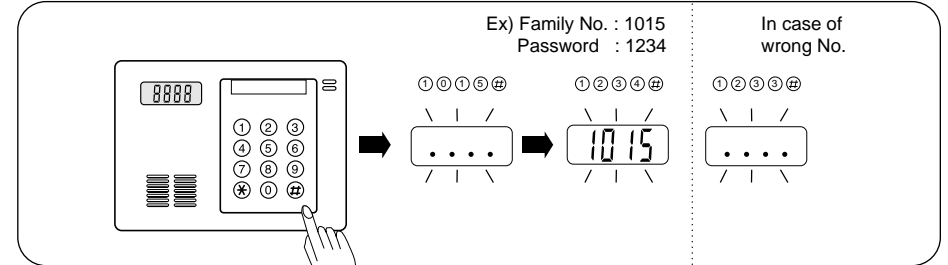 Ex) Family No. : 1015
Password : 1234
In case of
wrong No.
8888
① ② ③
④ ⑤ ⑥
⑦ ⑧ ⑨
✱ ⓪ #
① ⓪ ① ⑤ #
. . . .
① ② ③ ④ #
1015
① ② ③ ③ #
. . . .